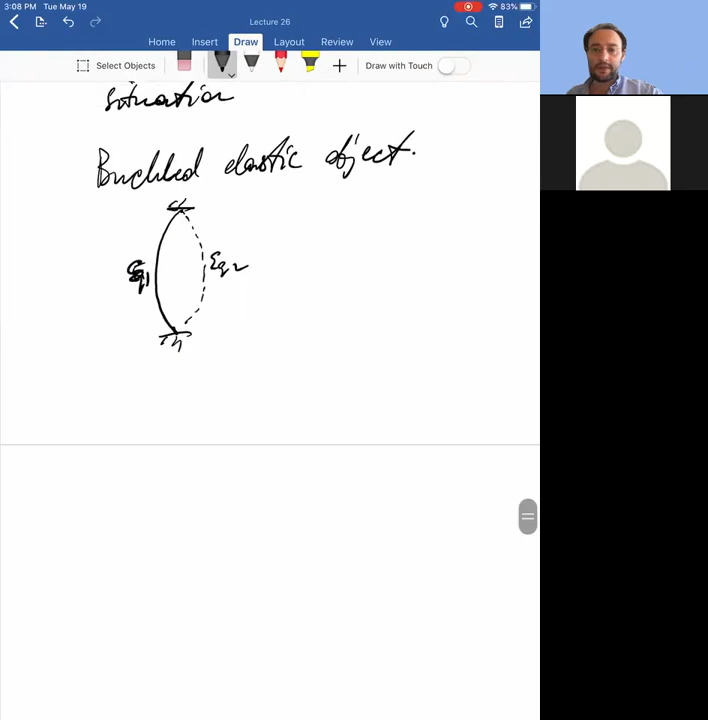 3:08 PM Tue May 19
83%
Lecture 26
Home Insert Draw Layout Review View
Select Objects
Draw with Touch
situation
Buckled elastic object.
Eq1
Eq2